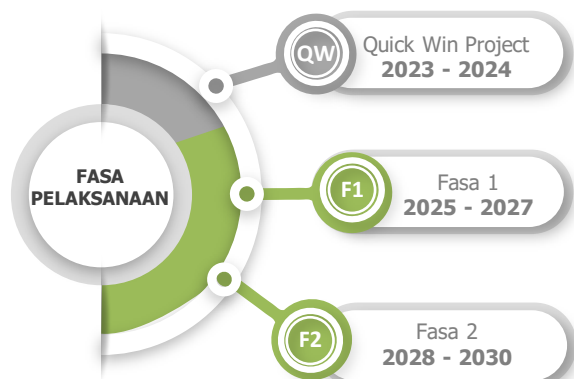 FASA
PELAKSANAAN
QW
Quick Win Project
2023 - 2024
F1
Fasa 1
2025 - 2027
F2
Fasa 2
2028 - 2030